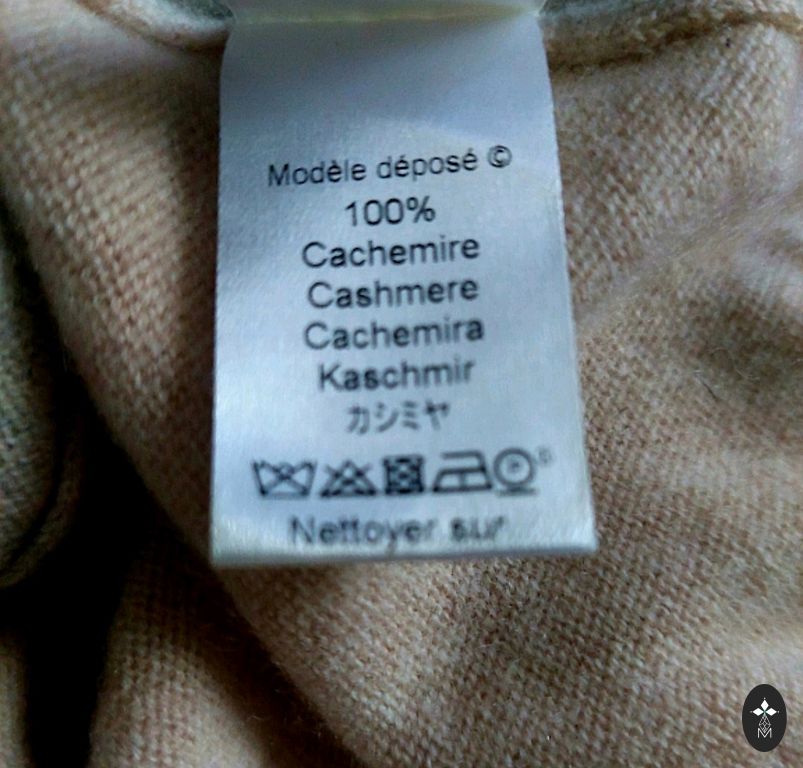 Modèle déposé ©
100%
Cachemire
Cashmere
Cachemira
Kaschmir
カシミヤ
P
Nettoyer sur
M